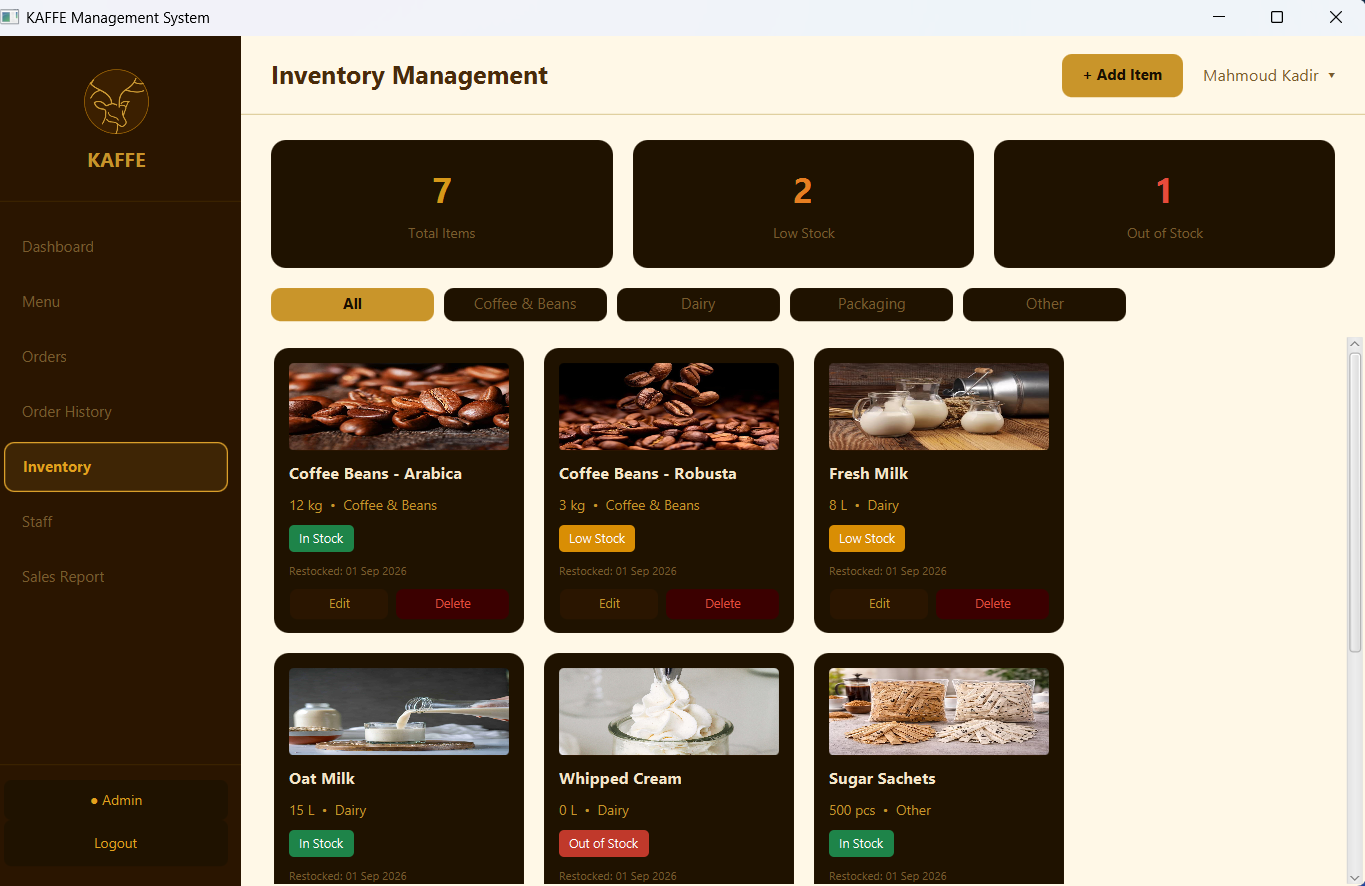 KAFFE Management System
KAFFE
Dashboard
Menu
Orders
Order History
Inventory
Staff
Sales Report
● Admin
Logout
Inventory Management
+ Add Item
Mahmoud Kadir ▼
7
Total Items
2
Low Stock
1
Out of Stock
All
Coffee & Beans
Dairy
Packaging
Other
Coffee Beans - Arabica
12 kg • Coffee & Beans
In Stock
Restocked: 01 Sep 2026
Edit
Delete
Coffee Beans - Robusta
3 kg • Coffee & Beans
Low Stock
Restocked: 01 Sep 2026
Edit
Delete
Fresh Milk
8 L • Dairy
Low Stock
Restocked: 01 Sep 2026
Edit
Delete
Oat Milk
15 L • Dairy
In Stock
Restocked: 01 Sep 2026
Whipped Cream
0 L • Dairy
Out of Stock
Restocked: 01 Sep 2026
Sugar Sachets
500 pcs • Other
In Stock
Restocked: 01 Sep 2026